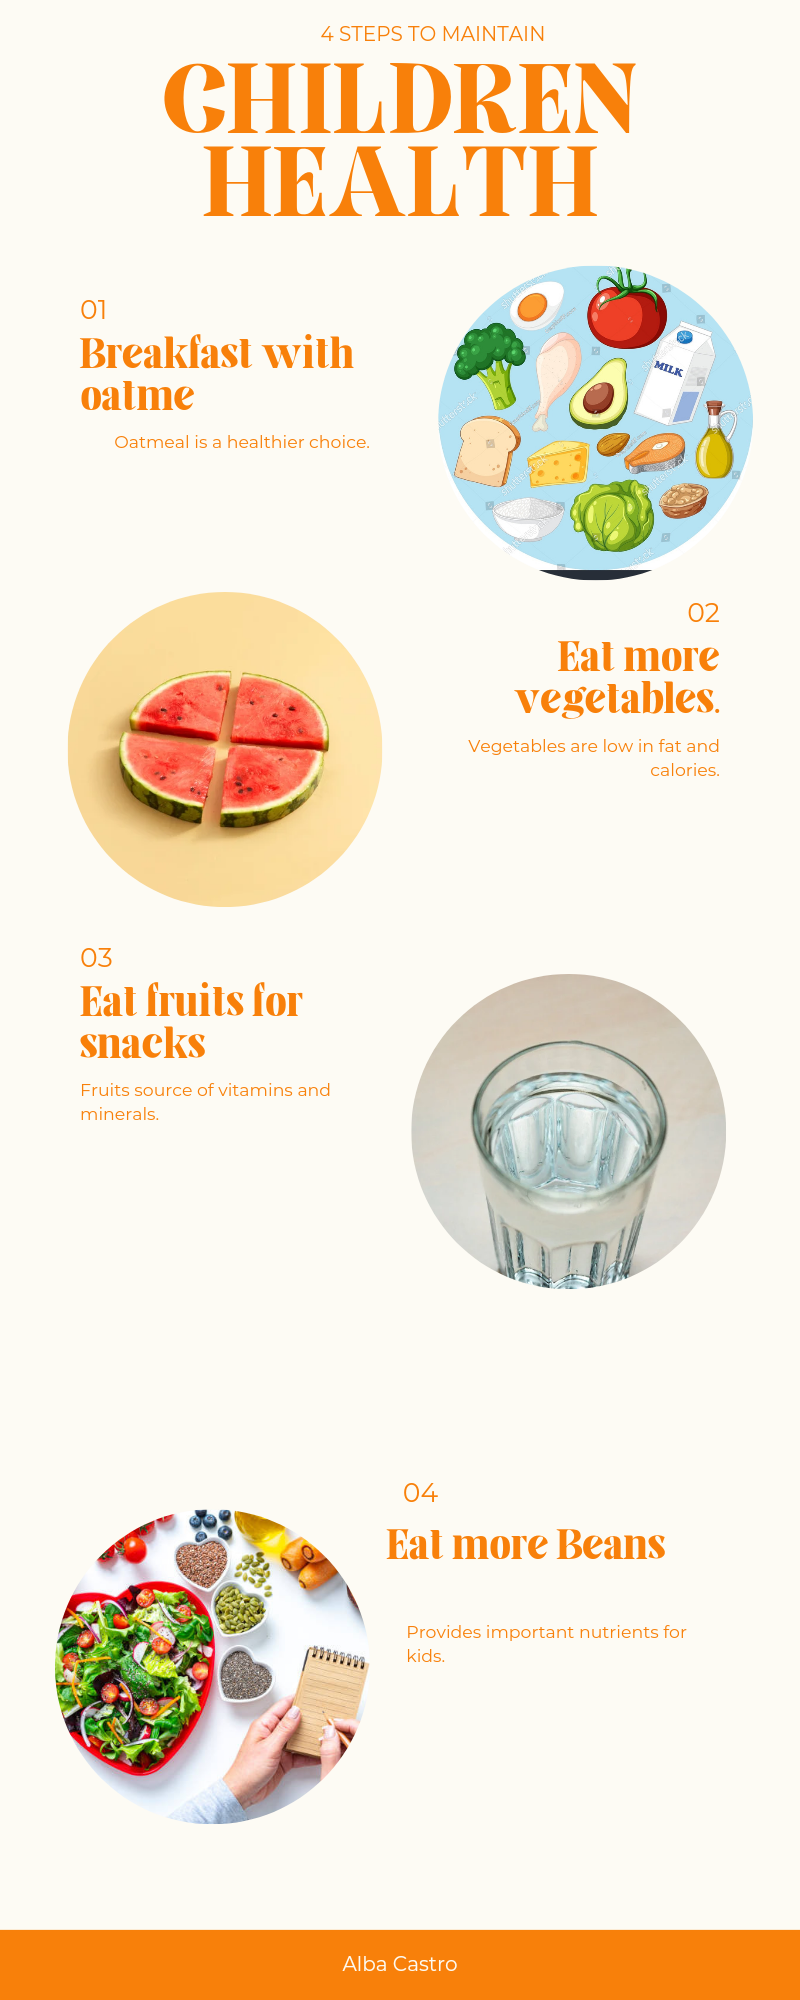 4 STEPS TO MAINTAIN
CHILDREN
HEALTH
01
Breakfast with
oatme
Oatmeal is a healthier choice.
MILK
02
Eat more
vegetables.
Vegetables are low in fat and
calories.
03
Eat fruits for
snacks
Fruits source of vitamins and
minerals.
04
Eat more Beans
Provides important nutrients for
kids.
Alba Castro